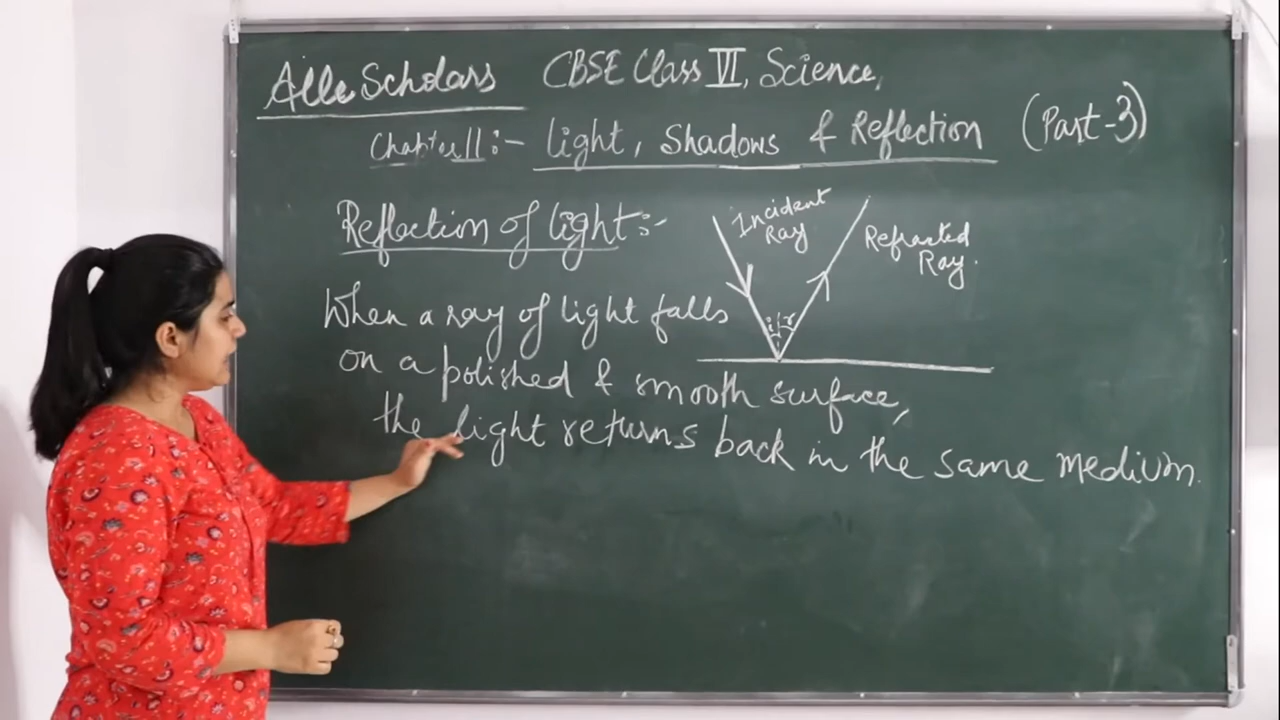 Alle Scholars CBSE Class VI, Science,
Chapter 11:- Light, Shadows & Reflection (Part-3)
Reflection of light:-
Incident
Ray
Refracted
Ray.
i r
When a ray of light falls
on a polished & smooth surface,
the light returns back in the same medium.